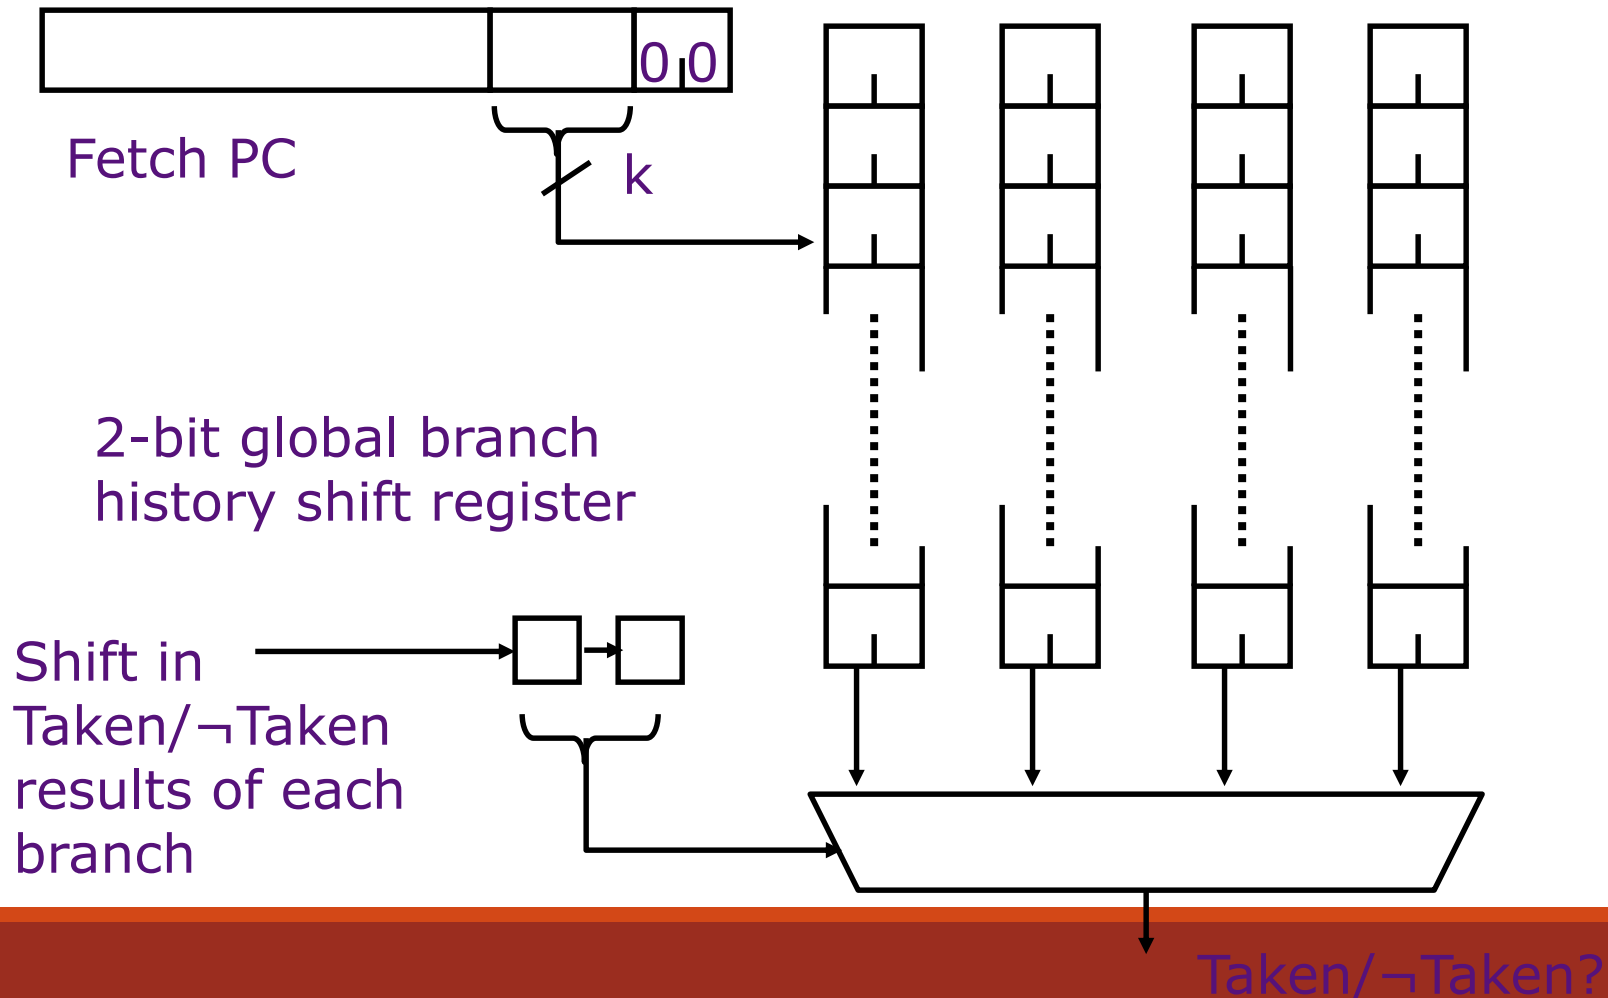 0 0
Fetch PC
k
2-bit global branch
history shift register
Shift in
Taken/¬Taken
results of each
branch
Taken/¬Taken?